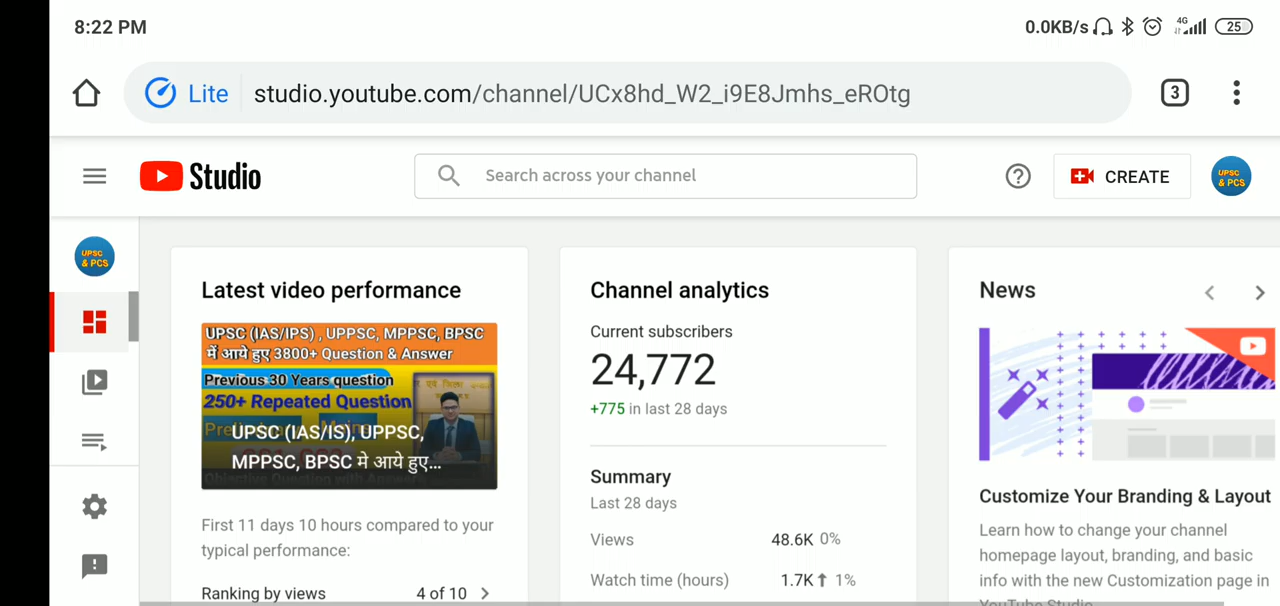 8:22 PM
0.0KB/s 4G 25
Lite studio.youtube.com/channel/UCx8hd_W2_i9E8Jmhs_eROtg 3
Studio
Search across your channel
CREATE
UPSC
& PCS
UPSC
& PCS
Latest video performance
UPSC (IAS/IPS) , UPPSC, MPPSC, BPSC
में आये हुए 3800+ Question & Answer
Previous 30 Years question
250+ Repeated Question
UPSC (IAS/IS), UPPSC,
MPPSC, BPSC मे आये हुए...
Objective Question with Answers
First 11 days 10 hours compared to your
typical performance:
Ranking by views 4 of 10
Channel analytics
Current subscribers
24,772
+775 in last 28 days
Summary
Last 28 days
Views 48.6K 0%
Watch time (hours) 1.7K 1%
News
Customize Your Branding & Layout
Learn how to change your channel
homepage layout, branding, and basic
info with the new Customization page in
YouTube Studio